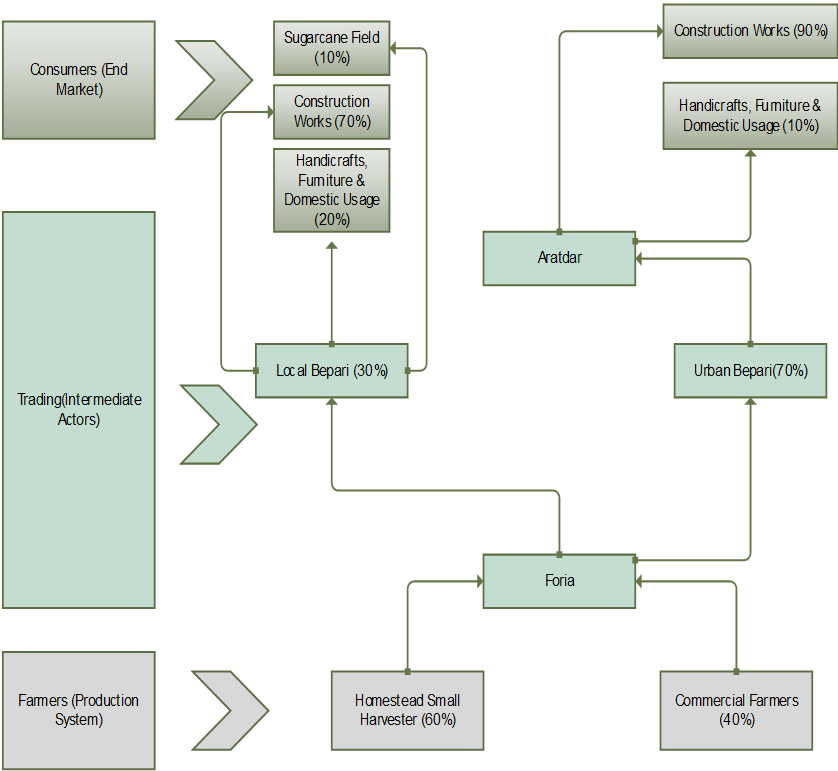 Consumers (End
Market)
Sugarcane Field
(10%)
Construction
Works (70%)
Handicrafts,
Furniture &
Domestic Usage
(20%)
Construction Works (90%)
Handicrafts, Furniture &
Domestic Usage (10%)
Trading(Intermediate
Actors)
Aratdar
Local Bepari (30%)
Urban Bepari(70%)
Foria
Farmers (Production
System)
Homestead Small
Harvester (60%)
Commercial Farmers
(40%)